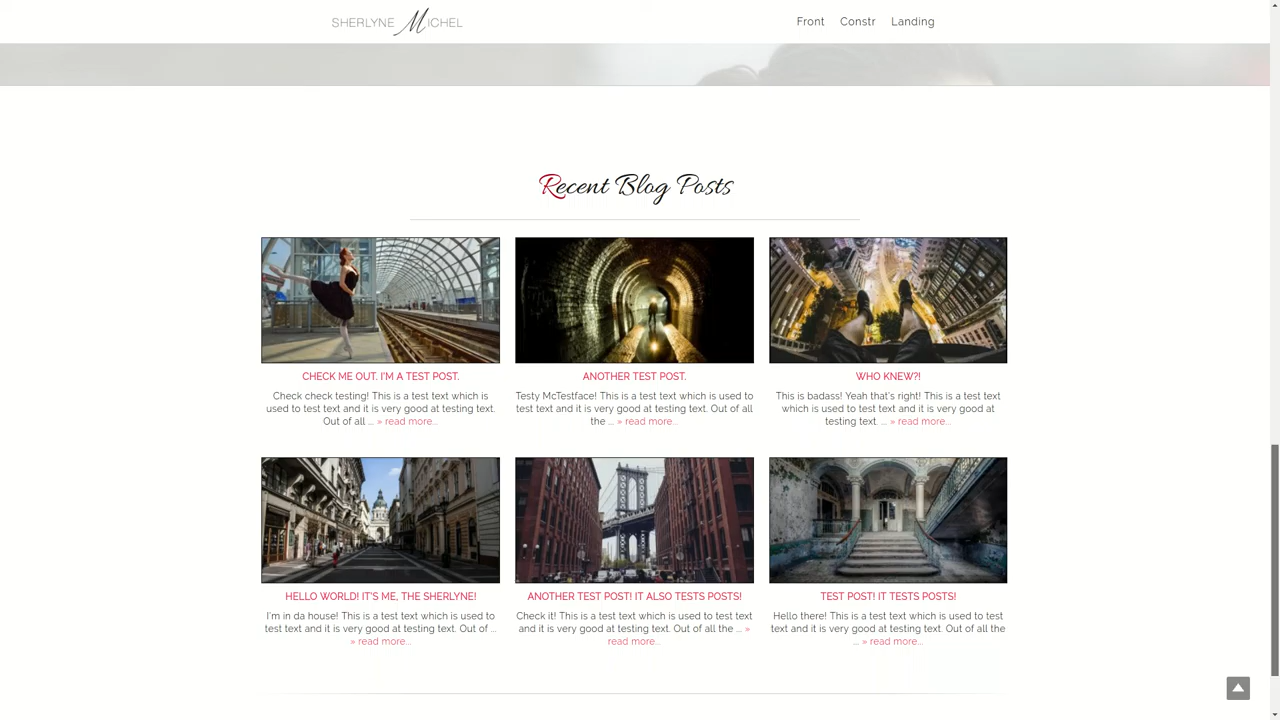 SHERLYNE MICHEL
Front Constr Landing
Recent Blog Posts
CHECK ME OUT. I'M A TEST POST.
Check check testing! This is a test text which is
used to test text and it is very good at testing text.
Out of all ... » read more...
ANOTHER TEST POST.
Testy McTestface! This is a test text which is used to
test text and it is very good at testing text. Out of all
the ... » read more...
WHO KNEW?!
This is badass! Yeah that's right! This is a test text
which is used to test text and it is very good at
testing text. ... » read more...
HELLO WORLD! IT'S ME, THE SHERLYNE!
I'm in da house! This is a test text which is used to
test text and it is very good at testing text. Out of ...
» read more...
ANOTHER TEST POST! IT ALSO TESTS POSTS!
Check it! This is a test text which is used to test text
and it is very good at testing text. Out of all the ... »
read more...
TEST POST! IT TESTS POSTS!
Hello there! This is a test text which is used to test
text and it is very good at testing text. Out of all the
... » read more...